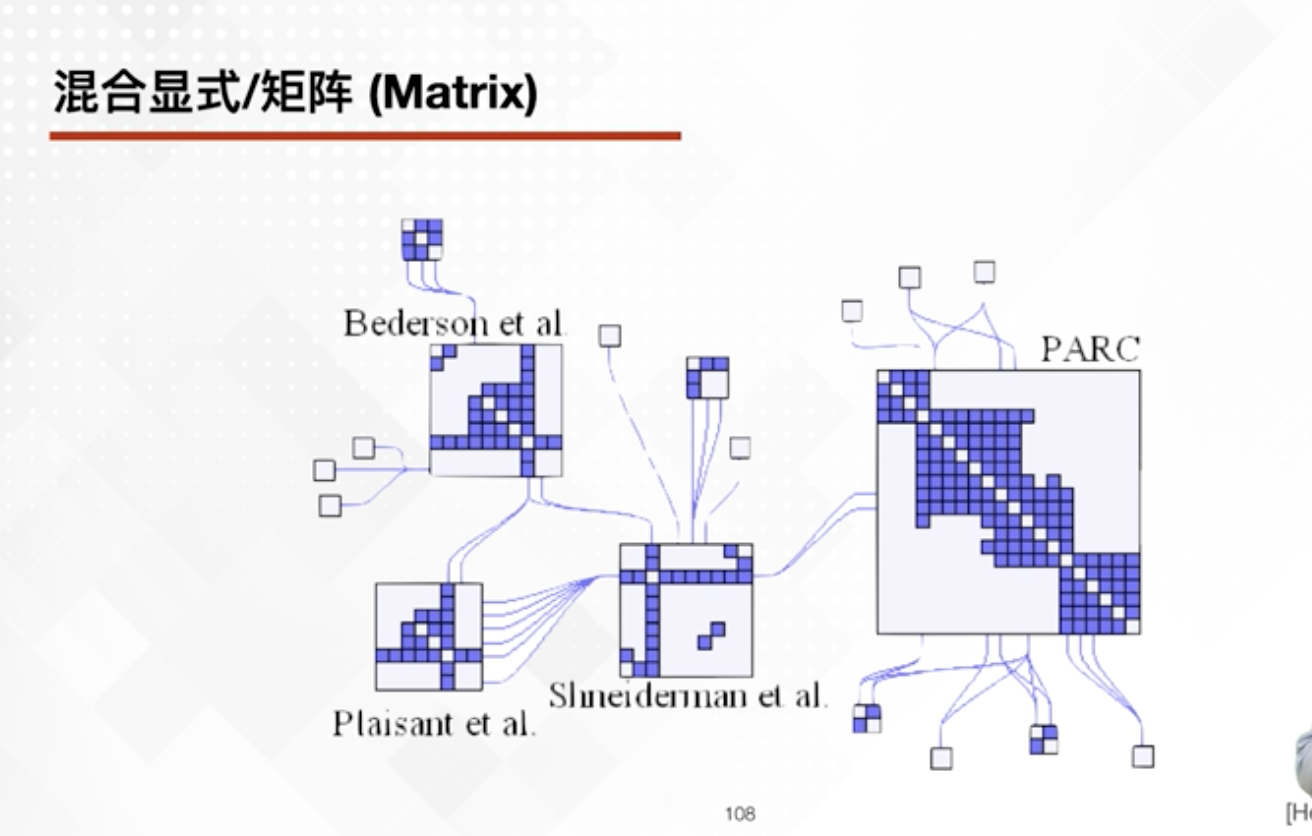 混合显式/矩阵 (Matrix)
Bederson et al.
PARC
Shneiderman et al.
Plaisant et al.
108